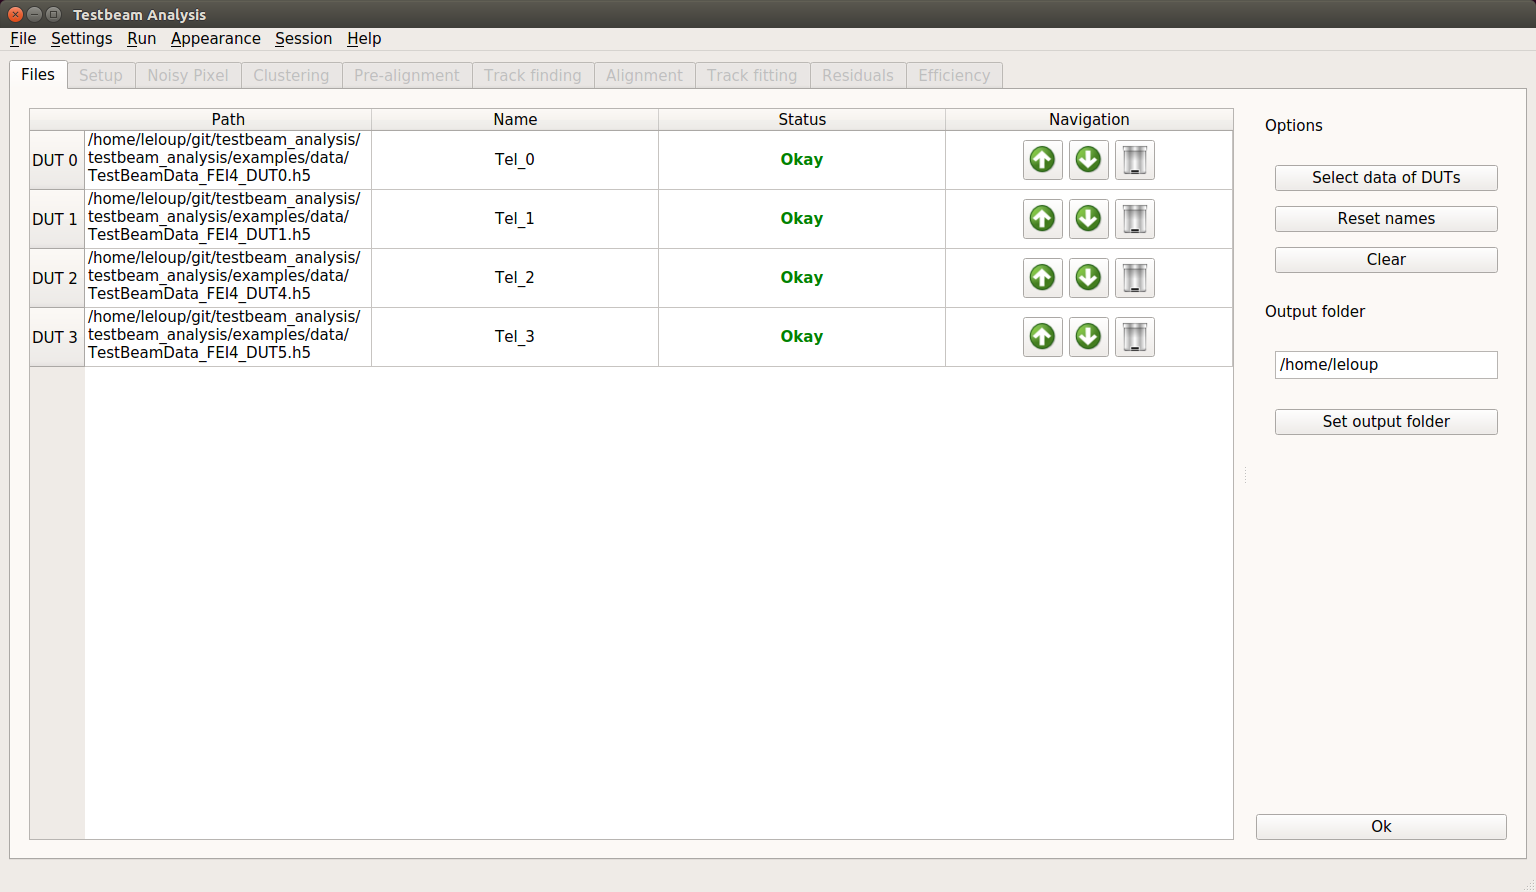 Testbeam Analysis
File Settings Run Appearance Session Help
Files Setup Noisy Pixel Clustering Pre-alignment Track finding Alignment Track fitting Residuals Efficiency
Path Name Status Navigation
DUT 0
/home/leloup/git/testbeam_analysis/
testbeam_analysis/examples/data/
TestBeamData_FEI4_DUT0.h5
Tel_0
Okay
DUT 1
/home/leloup/git/testbeam_analysis/
testbeam_analysis/examples/data/
TestBeamData_FEI4_DUT1.h5
Tel_1
Okay
DUT 2
/home/leloup/git/testbeam_analysis/
testbeam_analysis/examples/data/
TestBeamData_FEI4_DUT4.h5
Tel_2
Okay
DUT 3
/home/leloup/git/testbeam_analysis/
testbeam_analysis/examples/data/
TestBeamData_FEI4_DUT5.h5
Tel_3
Okay
Options
Select data of DUTs
Reset names
Clear
Output folder
/home/leloup
Set output folder
Ok